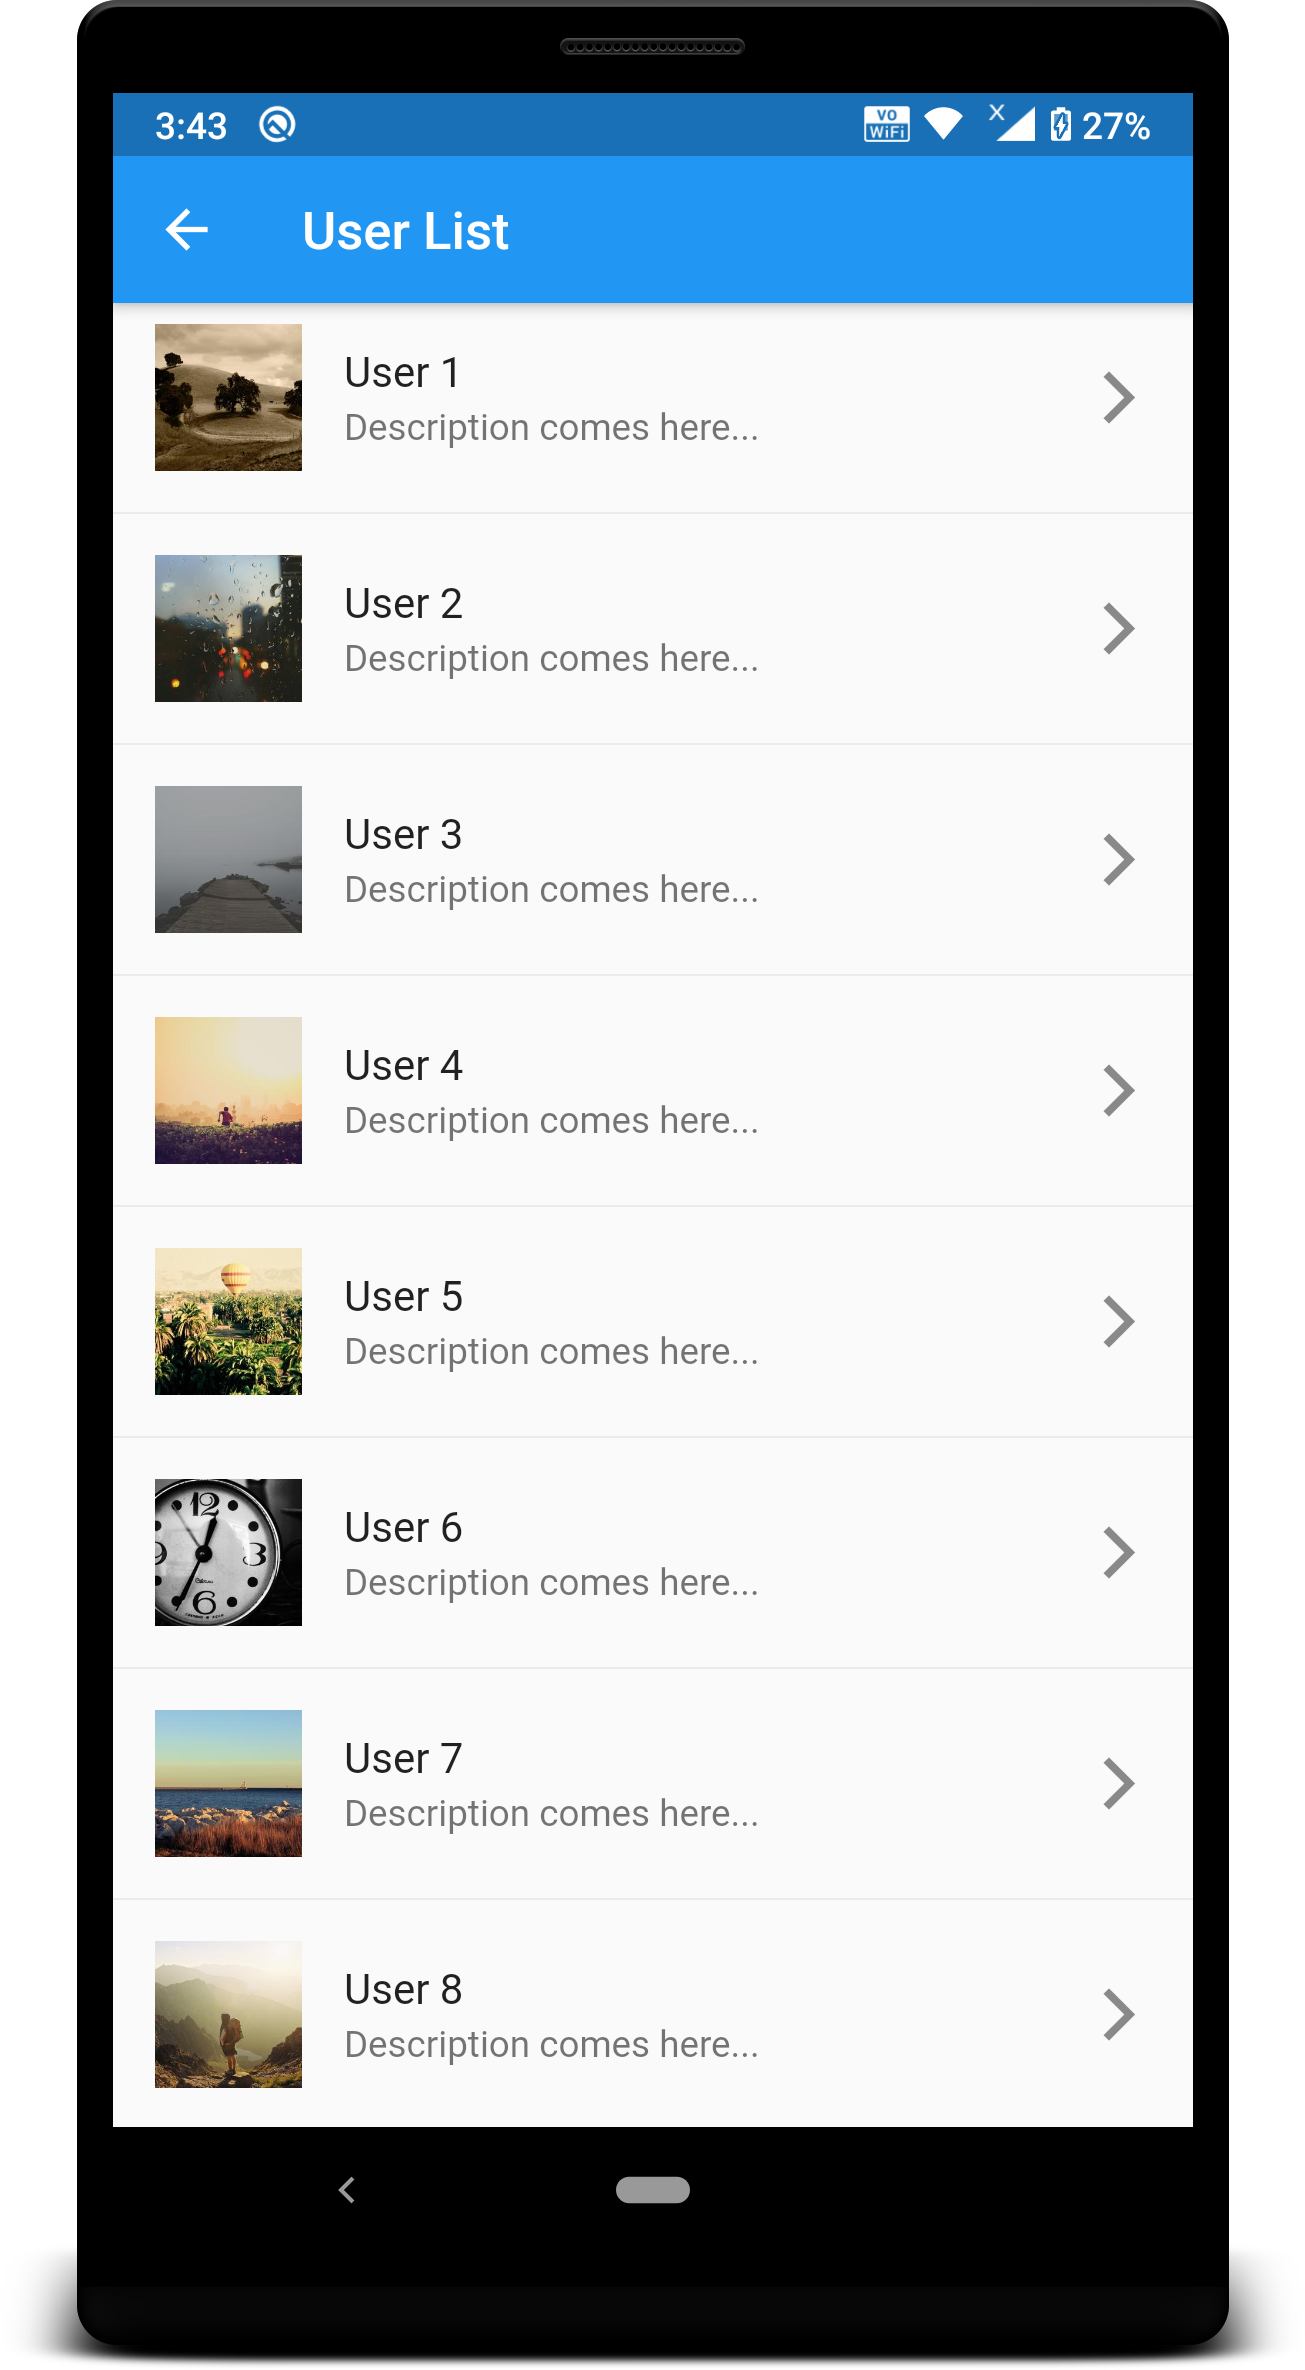 3:43 VO WiFi X 27%
User List
User 1
Description comes here...
User 2
Description comes here...
User 3
Description comes here...
User 4
Description comes here...
User 5
Description comes here...
12
9 3
6
User 6
Description comes here...
User 7
Description comes here...
User 8
Description comes here...